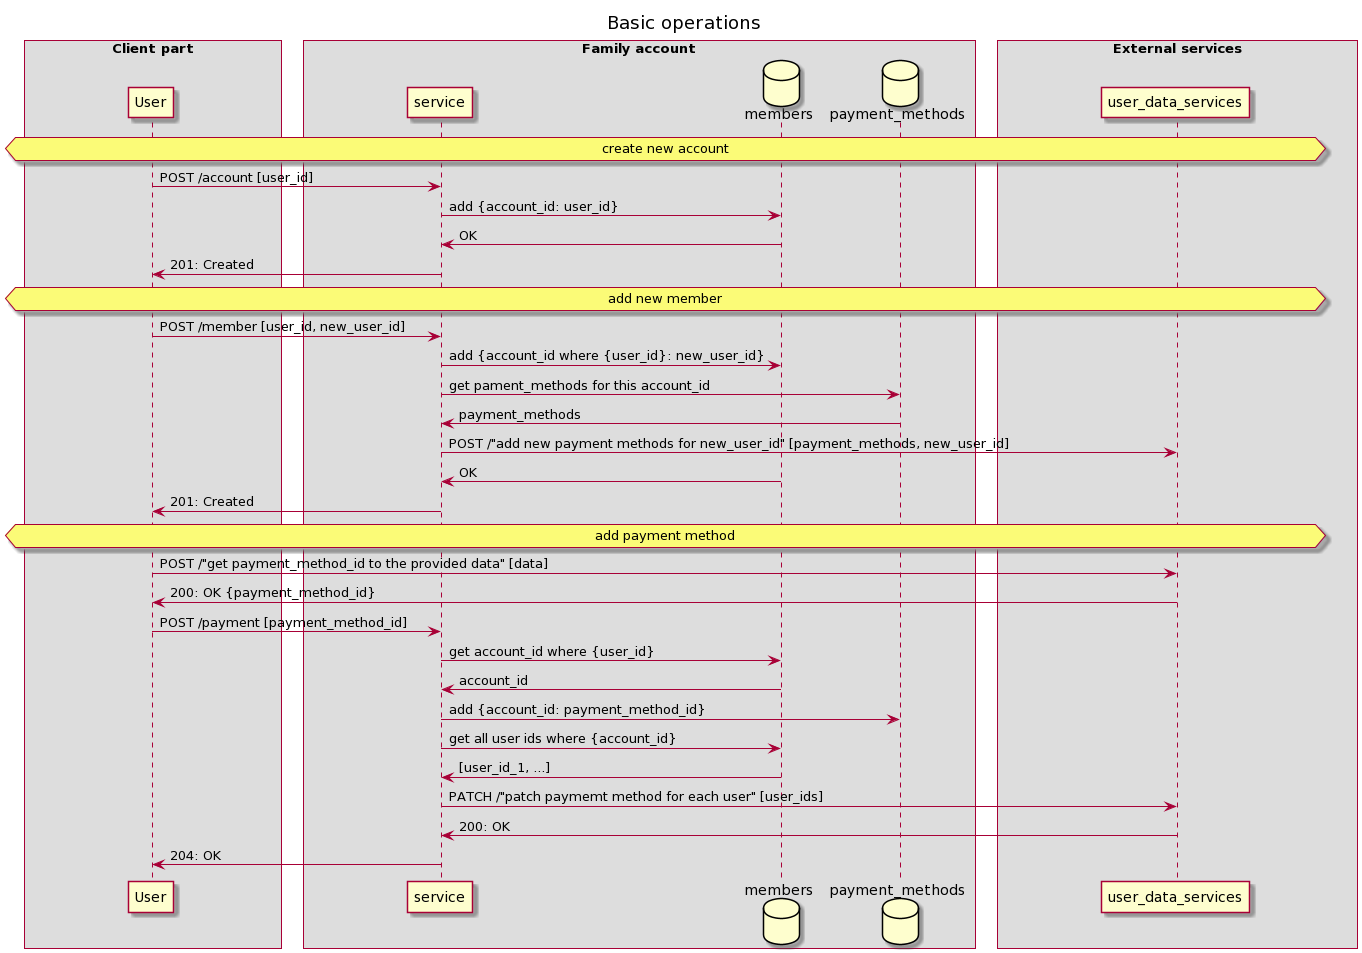 Basic operations
Client part
Family account
External services
User
service
members
payment_methods
user_data_services
create new account
POST /account [user_id]
add {account_id: user_id}
OK
201: Created
add new member
POST /member [user_id, new_user_id]
add {account_id where {user_id}: new_user_id}
get pament_methods for this account_id
payment_methods
POST /"add new payment methods for new_user_id" [payment_methods, new_user_id]
OK
201: Created
add payment method
POST /"get payment_method_id to the provided data" [data]
200: OK {payment_method_id}
POST /payment [payment_method_id]
get account_id where {user_id}
account_id
add {account_id: payment_method_id}
get all user ids where {account_id}
[user_id_1, ...]
PATCH /"patch paymemt method for each user" [user_ids]
200: OK
204: OK
User
service
members
payment_methods
user_data_services